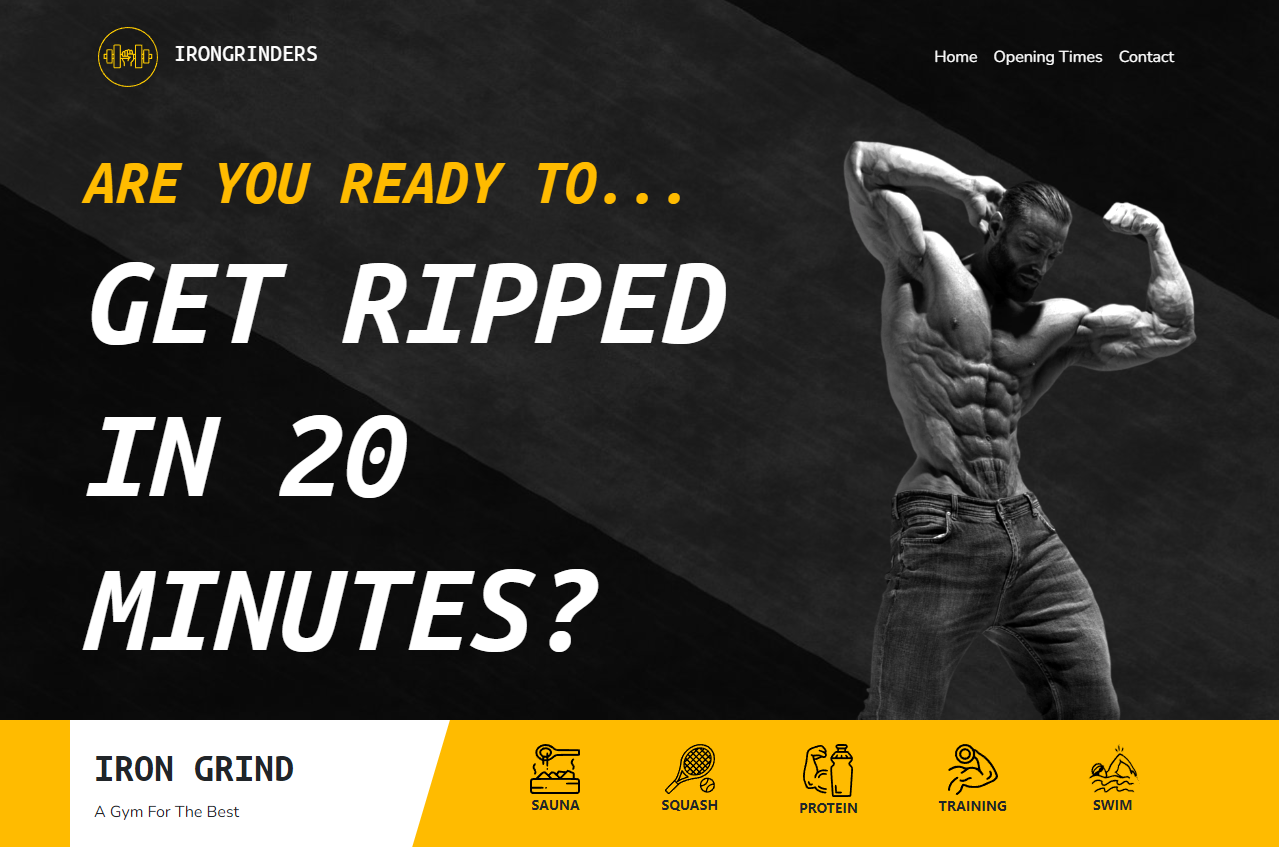 IRONGRINDERS
Home Opening Times Contact
ARE YOU READY TO...
GET RIPPED
IN 20
MINUTES?
IRON GRIND
A Gym For The Best
SAUNA
SQUASH
PROTEIN
TRAINING
SWIM